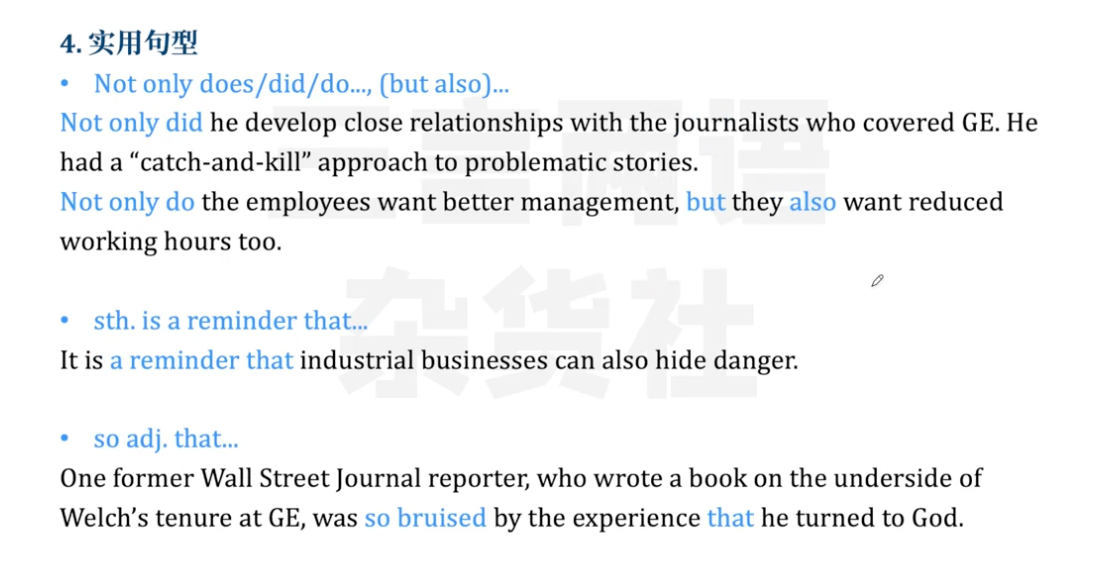 4. 实用句型
• Not only does/did/do..., (but also)...
Not only did he develop close relationships with the journalists who covered GE. He
had a “catch-and-kill” approach to problematic stories.
Not only do the employees want better management, but they also want reduced
working hours too.
• sth. is a reminder that...
It is a reminder that industrial businesses can also hide danger.
• so adj. that...
One former Wall Street Journal reporter, who wrote a book on the underside of
Welch’s tenure at GE, was so bruised by the experience that he turned to God.
三言两语
杂货社